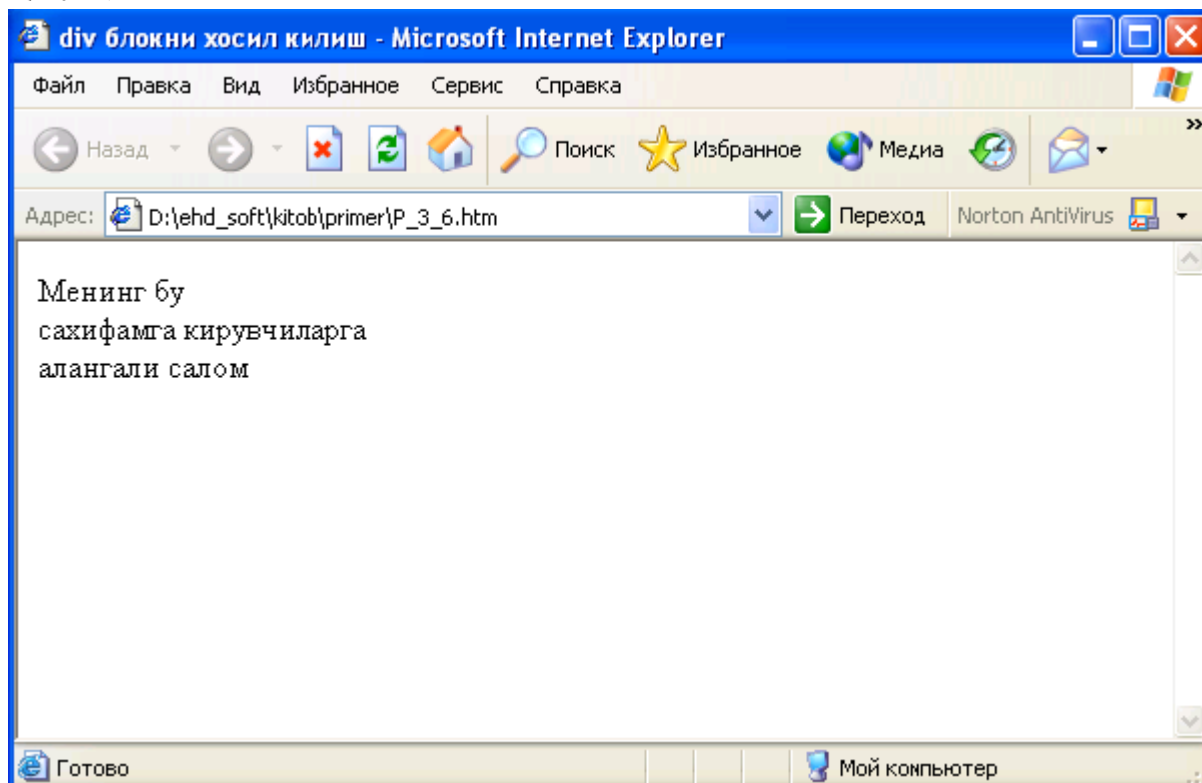 div блокни хосил килиш - Microsoft Internet Explorer
Файл Правка Вид Избранное Сервис Справка
Назад Поиск Избранное Медиа »
Адрес: D:\ehd_soft\kitob\primer\P_3_6.htm Переход Norton AntiVirus
Менинг бу
сахифамга кирувчиларга
алангали салом
Готово Мой компьютер